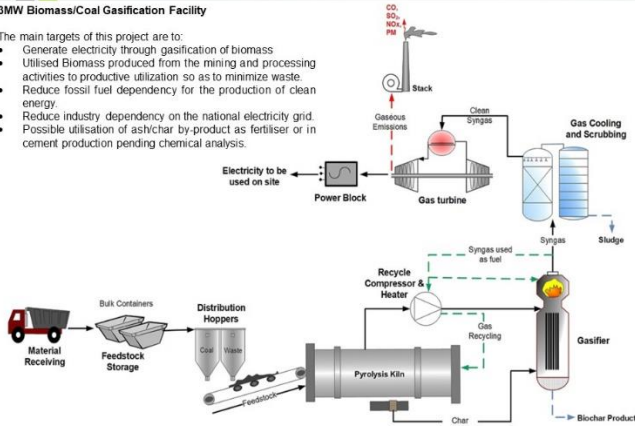 3MW Biomass/Coal Gasification Facility
The main targets of this project are to:
• Generate electricity through gasification of biomass
• Utilised Biomass produced from the mining and processing
activities to productive utilization so as to minimize waste.
• Reduce fossil fuel dependency for the production of clean
energy.
• Reduce industry dependency on the national electricity grid.
• Possible utilisation of ash/char by-product as fertiliser or in
cement production pending chemical analysis.
CO,
SO₂,
NOx,
PM
Stack
Gaseous
Emissions
Clean
Syngas
Gas Cooling
and Scrubbing
Electricity to be
used on site
Power Block
Gas turbine
Syngas
Sludge
Syngas used
as fuel
Recycle
Compressor &
Heater
Bulk Containers
Distribution
Hoppers
Coal
Waste
Gas
Recycling
Gasifier
Material
Receiving
Feedstock
Storage
Pyrolysis Kiln
Feedstock
Char
Biochar Product